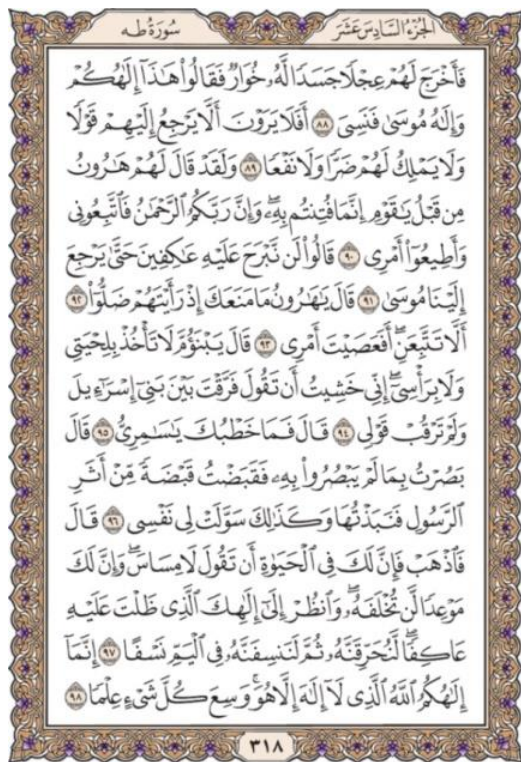 الجزء السادس عشر
سورة طه
فَأَخْرَجَ لَهُمْ عِجْلًا جَسَدًا لَّهُۥ خُوَارٌ فَقَالُوا۟ هَٰذَآ إِلَٰهُكُمْ
وَإِلَٰهُ مُوسَىٰ فَنَسِىَ ٨٨ أَفَلَا يَرَوْنَ أَلَّا يَرْجِعُ إِلَيْهِمْ قَوْلًا
وَلَا يَمْلِكُ لَهُمْ ضَرًّا وَلَا نَفْعًا ٨٩ وَلَقَدْ قَالَ لَهُمْ هَٰرُونُ
مِن قَبْلُ يَٰقَوْمِ إِنَّمَا فُتِنتُم بِهِۦ ۖ وَإِنَّ رَبَّكُمُ ٱلرَّحْمَٰنُ فَٱتَّبِعُونِى
وَأَطِيعُوٓا۟ أَمْرِى ٩٠ قَالُوا۟ لَن نَّبْرَحَ عَلَيْهِ عَٰكِفِينَ حَتَّىٰ يَرْجِعَ
إِلَيْنَا مُوسَىٰ ٩١ قَالَ يَٰهَٰرُونُ مَا مَنَعَكَ إِذْ رَأَيْتَهُمْ ضَلُّوٓا۟ ٩٢
أَلَّا تَتَّبِعَنِ ۖ أَفَعَصَيْتَ أَمْرِى ٩٣ قَالَ يَبْنَؤُمَّ لَا تَأْخُذْ بِلِحْيَتِى
وَلَا بِرَأْسِىٓ ۖ إِنِّى خَشِيتُ أَن تَقُولَ فَرَّقْتَ بَيْنَ بَنِىٓ إِسْرَٰٓءِيلَ
وَلَمْ تَرْقُبْ قَوْلِى ٩٤ قَالَ فَمَا خَطْبُكَ يَٰسَٰمِرِىُّ ٩٥ قَالَ
بَصُرْتُ بِمَا لَمْ يَبْصُرُوا۟ بِهِۦ فَقَبَضْتُ قَبْضَةً مِّنْ أَثَرِ
ٱلرَّسُولِ فَنَبَذْتُهَا وَكَذَٰلِكَ سَوَّلَتْ لِى نَفْسِى ٩٦ قَالَ
فَٱذْهَبْ فَإِنَّ لَكَ فِى ٱلْحَيَوٰةِ أَن تَقُولَ لَا مِسَاسَ ۖ وَإِنَّ لَكَ
مَوْعِدًا لَّن تُخْلَفَهُۥ ۖ وَٱنظُرْ إِلَىٰٓ إِلَٰهِكَ ٱلَّذِى ظَلْتَ عَلَيْهِ
عَاكِفًا ۖ لَّنُحَرِّقَنَّهُۥ ثُمَّ لَنَنسِفَنَّهُۥ فِى ٱلْيَمِّ نَسْفًا ٩٧ إِنَّمَآ
إِلَٰهُكُمُ ٱللَّهُ ٱلَّذِى لَآ إِلَٰهَ إِلَّا هُوَ ۚ وَسِعَ كُلَّ شَىْءٍ عِلْمًا ٩٨
٣١٨